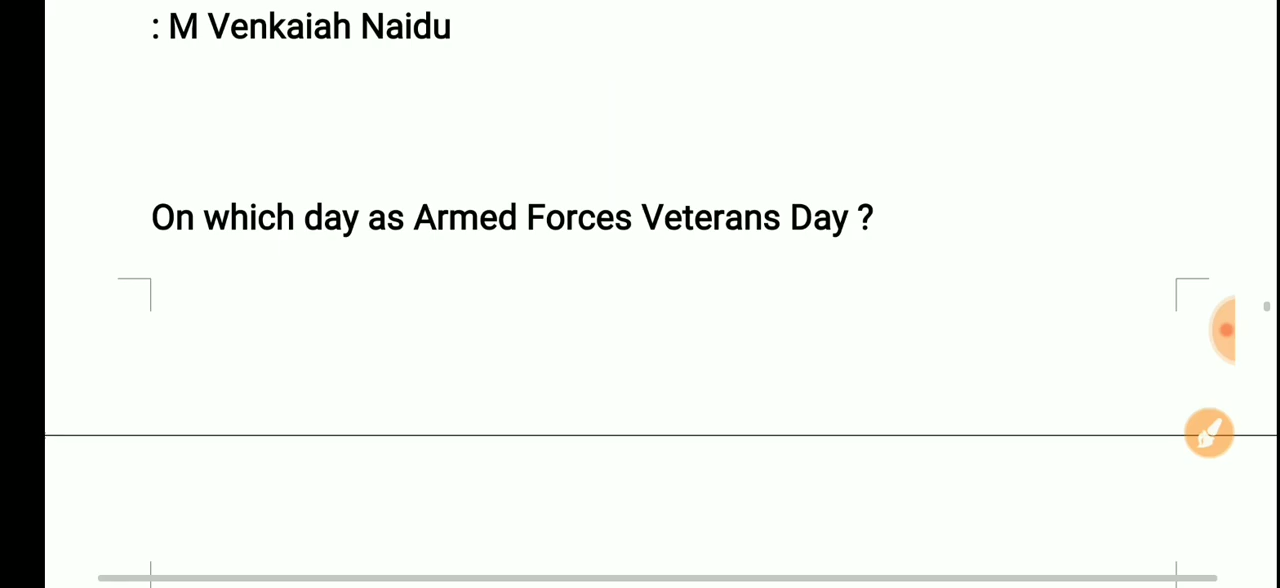 : M Venkaiah Naidu
On which day as Armed Forces Veterans Day ?